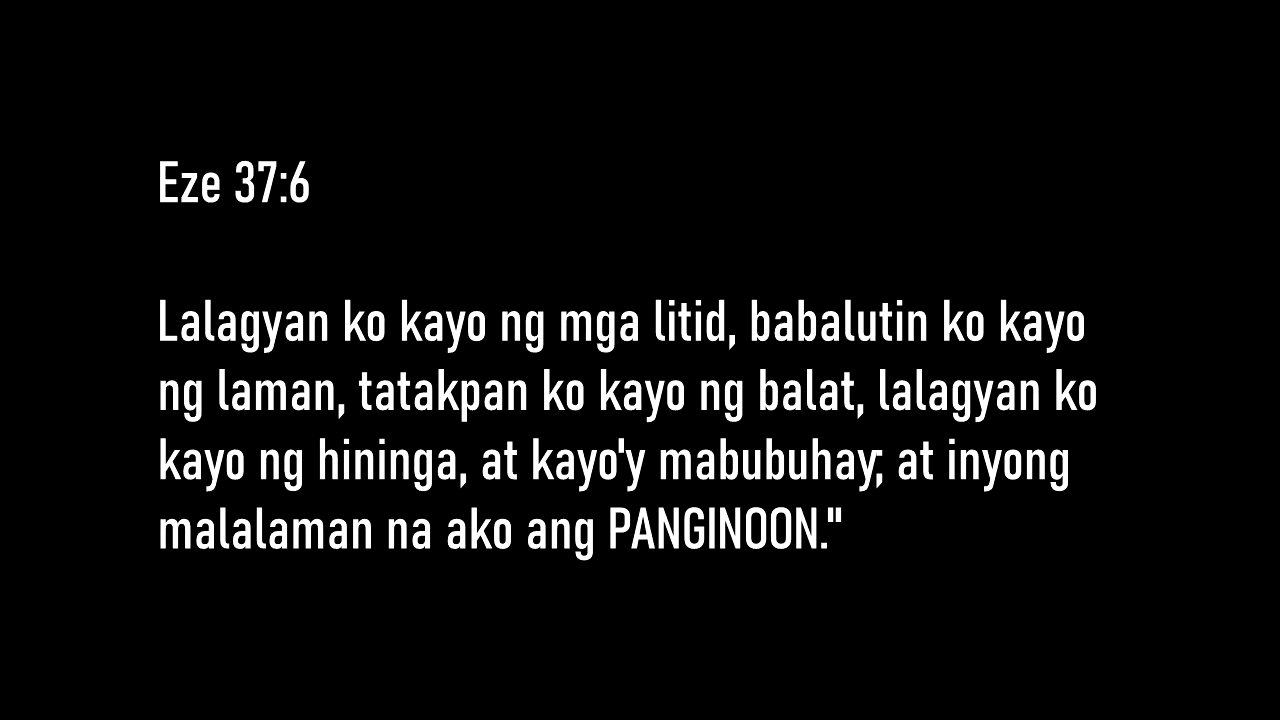 Eze 37:6
Lalagyan ko kayo ng mga litid, babalutin ko kayo
ng laman, tatakpan ko kayo ng balat, lalagyan ko
kayo ng hininga, at kayo'y mabubuhay; at inyong
malalaman na ako ang PANGINOON."